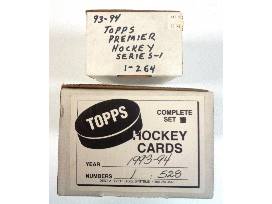 93-94
TOPPS
PREMIER
HOCKEY
SERIES-1
1-264
TOPPS
COMPLETE
SET
HOCKEY
CARDS
YEAR 1993-94
NUMBERS 1 : 528